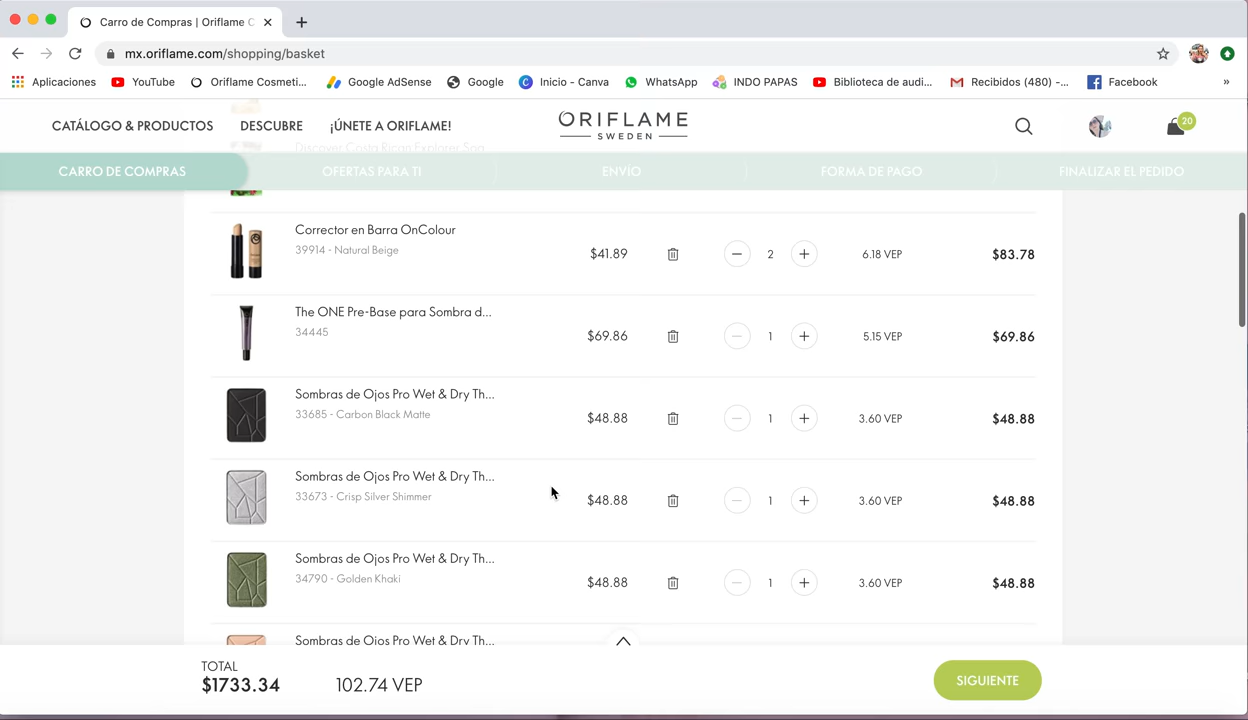 Carro de Compras | Oriflame C
mx.oriflame.com/shopping/basket
Aplicaciones YouTube Oriflame Cosmeti... Google AdSense Google Inicio - Canva WhatsApp INDO PAPAS Biblioteca de audi... Recibidos (480) -... Facebook »
CATÁLOGO & PRODUCTOS DESCUBRE ¡ÚNETE A ORIFLAME! ORIFLAME 20
SWEDEN
Discover Costa Rican Explorer Soa
CARRO DE COMPRAS OFERTAS PARA TI ENVÍO FORMA DE PAGO FINALIZAR EL PEDIDO
Corrector en Barra OnColour
39914 - Natural Beige $41.89 2 6.18 VEP $83.78
The ONE Pre-Base para Sombra d...
34445 $69.86 1 5.15 VEP $69.86
Sombras de Ojos Pro Wet & Dry Th...
33685 - Carbon Black Matte $48.88 1 3.60 VEP $48.88
Sombras de Ojos Pro Wet & Dry Th...
33673 - Crisp Silver Shimmer $48.88 1 3.60 VEP $48.88
Sombras de Ojos Pro Wet & Dry Th...
34790 - Golden Khaki $48.88 1 3.60 VEP $48.88
Sombras de Ojos Pro Wet & Dry Th...
TOTAL
$1733.34 102.74 VEP SIGUIENTE